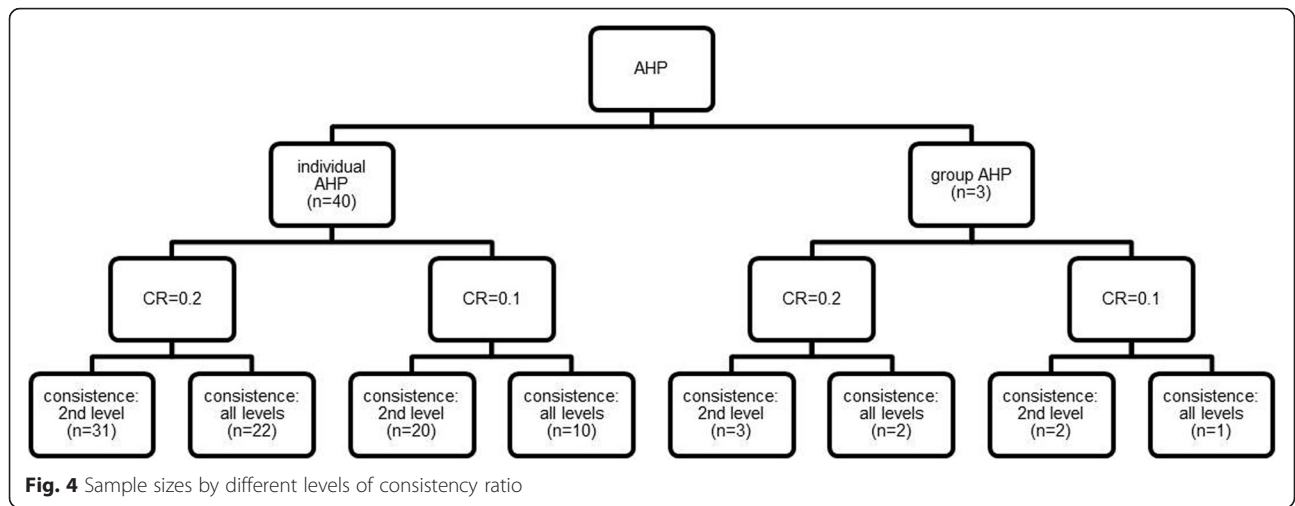 AHP
individual
AHP
(n=40)
group AHP
(n=3)
CR=0.2
CR=0.1
CR=0.2
CR=0.1
consistence:
2nd level
(n=31)
consistence:
all levels
(n=22)
consistence:
2nd level
(n=20)
consistence:
all levels
(n=10)
consistence:
2nd level
(n=3)
consistence:
all levels
(n=2)
consistence:
2nd level
(n=2)
consistence:
all levels
(n=1)
Fig. 4 Sample sizes by different levels of consistency ratio